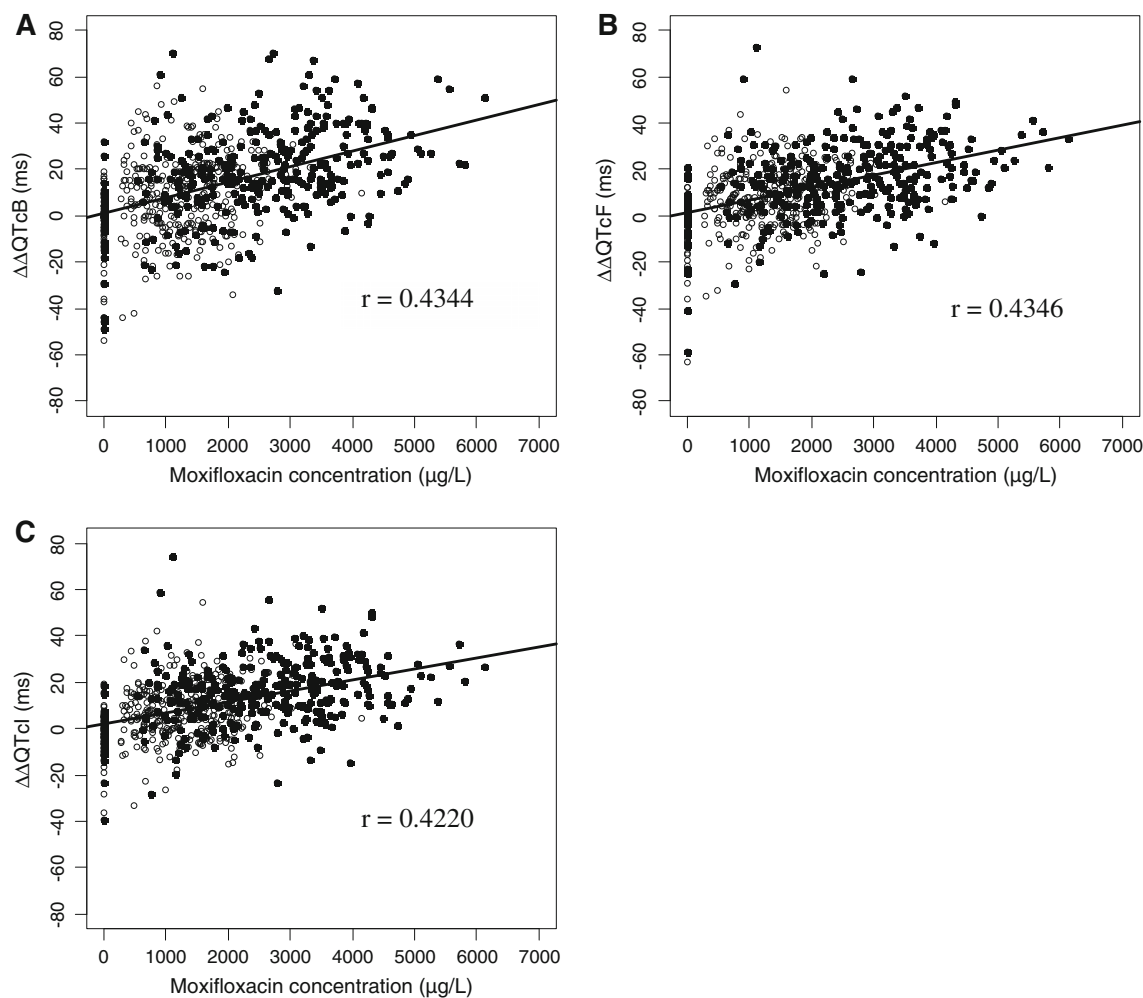 A
80
60
40
20
0
-20
-40
-60
-80
ΔΔQTcB (ms)
r = 0.4344
0 1000 2000 3000 4000 5000 6000 7000
Moxifloxacin concentration (μg/L)
B
80
60
40
20
0
-20
-40
-60
-80
ΔΔQTcF (ms)
r = 0.4346
0 1000 2000 3000 4000 5000 6000 7000
Moxifloxacin concentration (μg/L)
C
80
60
40
20
0
-20
-40
-60
-80
ΔΔQTcI (ms)
r = 0.4220
0 1000 2000 3000 4000 5000 6000 7000
Moxifloxacin concentration (μg/L)